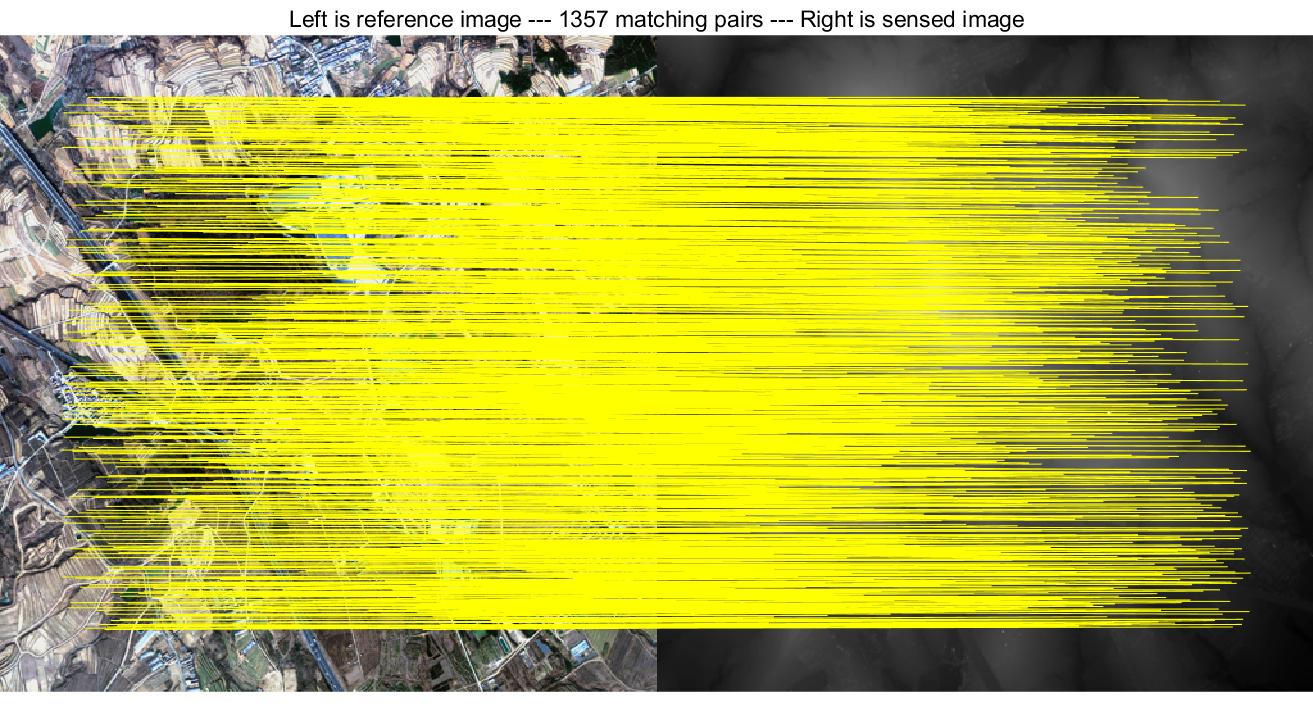 Left is reference image --- 1357 matching pairs --- Right is sensed image